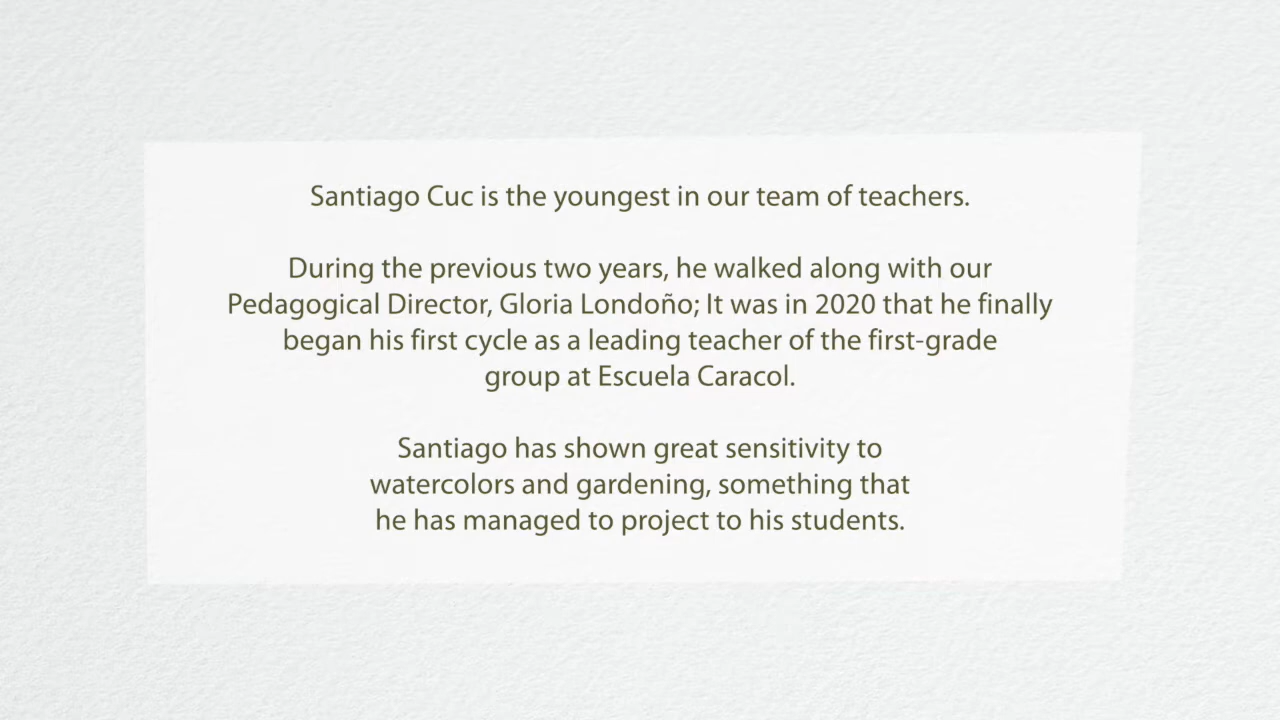 Santiago Cuc is the youngest in our team of teachers.
During the previous two years, he walked along with our
Pedagogical Director, Gloria Londoño; It was in 2020 that he finally
began his first cycle as a leading teacher of the first-grade
group at Escuela Caracol.
Santiago has shown great sensitivity to
watercolors and gardening, something that
he has managed to project to his students.